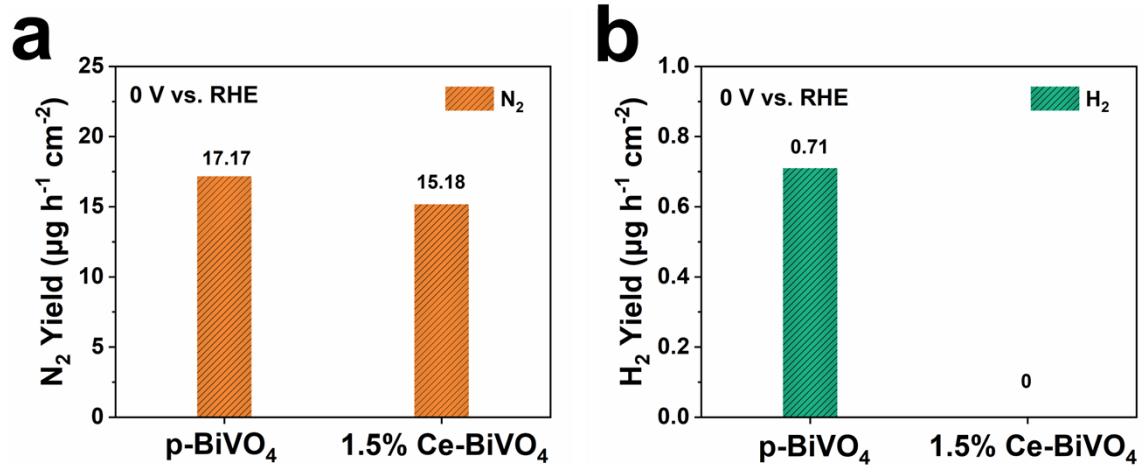 a
25
20
15
10
5
0
N₂ Yield (µg h⁻¹ cm⁻²)
0 V vs. RHE
N₂
17.17
15.18
p-BiVO₄
1.5% Ce-BiVO₄
b
1.0
0.8
0.6
0.4
0.2
0.0
H₂ Yield (µg h⁻¹ cm⁻²)
0 V vs. RHE
H₂
0.71
0
p-BiVO₄
1.5% Ce-BiVO₄